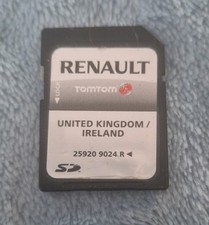 RENAULT
TOMTOM
UNITED KINGDOM /
IRELAND
25920 9024 R ◄
SD